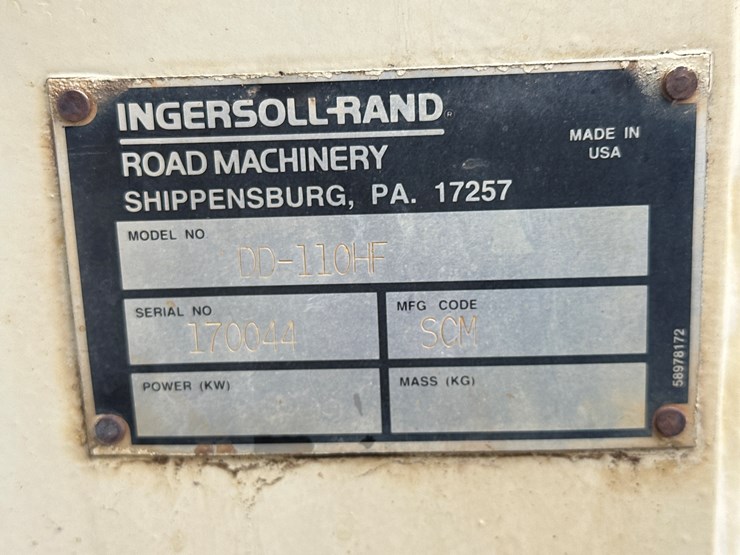 INGERSOLL-RAND®
ROAD MACHINERY
SHIPPENSBURG, PA. 17257
MADE IN
USA
MODEL NO
DD-110HF
SERIAL NO
170044
MFG CODE
SCM
POWER (KW)
MASS (KG)
58978172